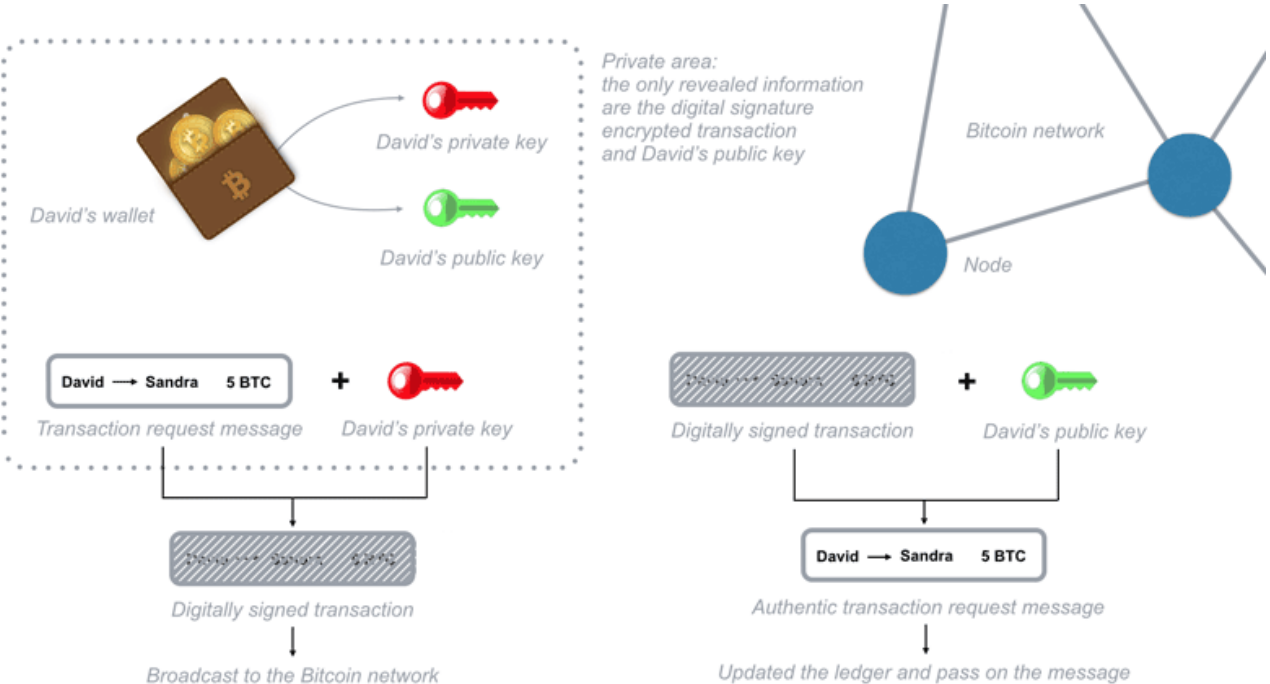 Private area:
the only revealed information
are the digital signature
encrypted transaction
and David's public key
David's private key
David's wallet
David's public key
Bitcoin network
Node
David → Sandra 5 BTC
+
Transaction request message
David's private key
Digitally signed transaction
Broadcast to the Bitcoin network
+
Digitally signed transaction
David's public key
David → Sandra 5 BTC
Authentic transaction request message
Updated the ledger and pass on the message